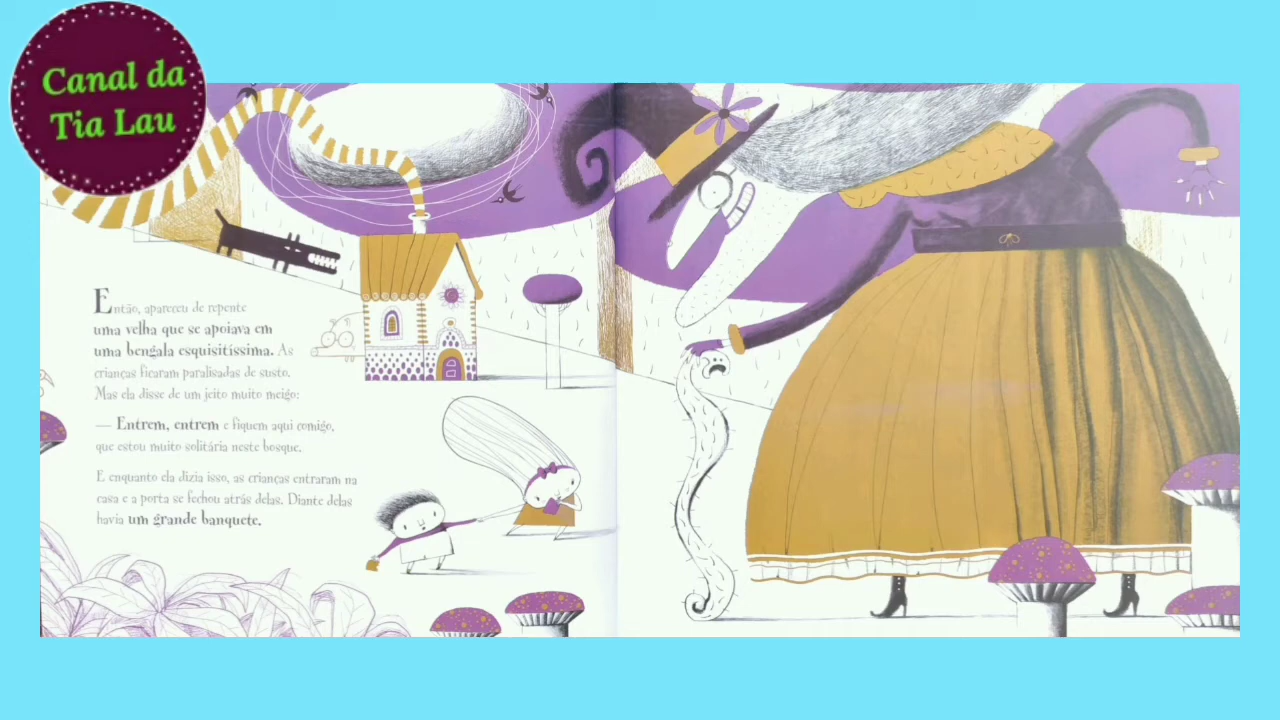 Canal da
Tia Lau
Então, apareceu de repente
uma velha que se apoiava em
uma bengala esquisitíssima. As
crianças ficaram paralisadas de susto.
Mas ela disse de um jeito muito meigo:
— Entrem, entrem e fiquem aqui comigo,
que estou muito solitária neste bosque.
E enquanto ela dizia isso, as crianças entraram na
casa e a porta se fechou atrás delas. Diante delas
havia um grande banquete.